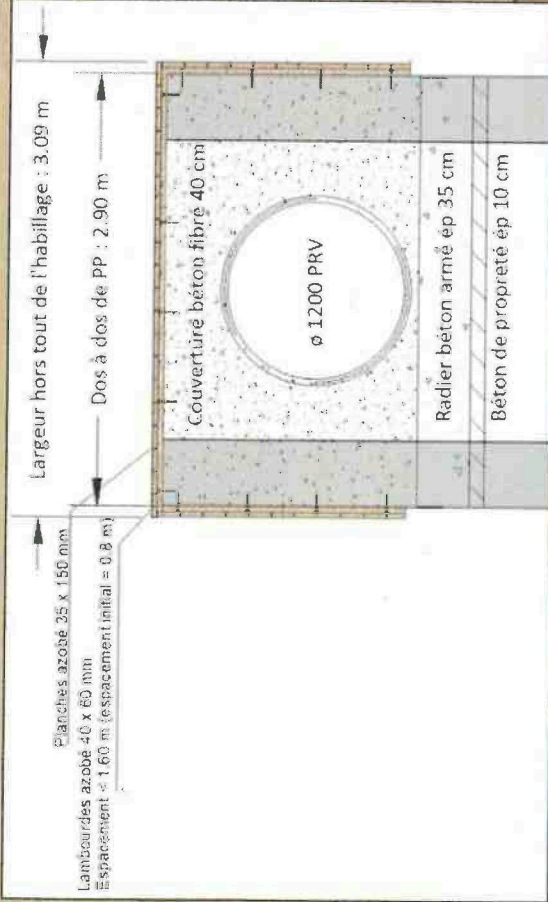 Largeur hors tout de l'habillage : 3.09 m
Dos à dos de PP : 2.90 m
Planches azobé 35 x 150 mm
Lambourdes azobé 40 x 60 mm
Espacement < 1.60 m (espacement initial = 0.8 m)
Couverture béton fibre 40 cm
ø 1200 PRV
Radier béton armé ép 35 cm
Béton de propreté ép 10 cm